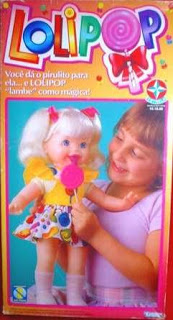 LOLIPOP
Você dá o pirulito para
ela... e LOLIPOP
"lambe" como mágica!